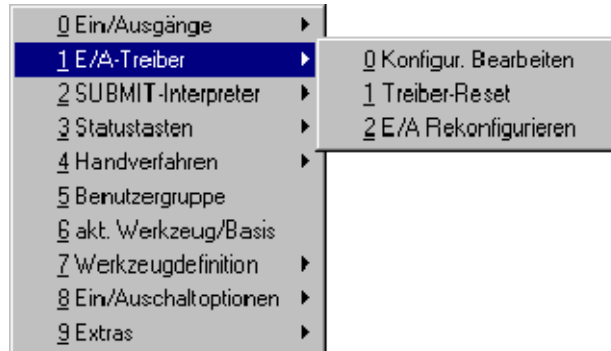 0 Ein/Ausgänge
1 E/A-Treiber
2 SUBMIT-Interpreter
3 Statustasten
4 Handverfahren
5 Benutzergruppe
6 akt. Werkzeug/Basis
7 Werkzeugdefinition
8 Ein/Auschaltoptionen
9 Extras
0 Konfigur. Bearbeiten
1 Treiber-Reset
2 E/A Rekonfigurieren